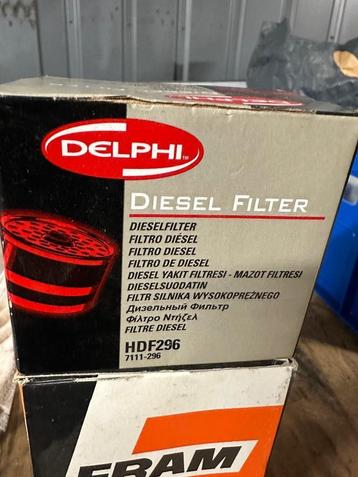 DELPHI
DIESEL FILTER
DIESELFILTER
FILTRO DIÉSEL
FILTRO DIESEL
FILTRO DE DIESEL
DIESEL YAKIT FILTRESI - MAZOT FILTRESI
DIESELSUODATIN
FILTR SILNIKA WYSOKOPRĘŻNEGO
Дизельный Фильтр
Φίλτρο Ντήζελ
FILTRE DIESEL
HDF296
7111-296
FRAM